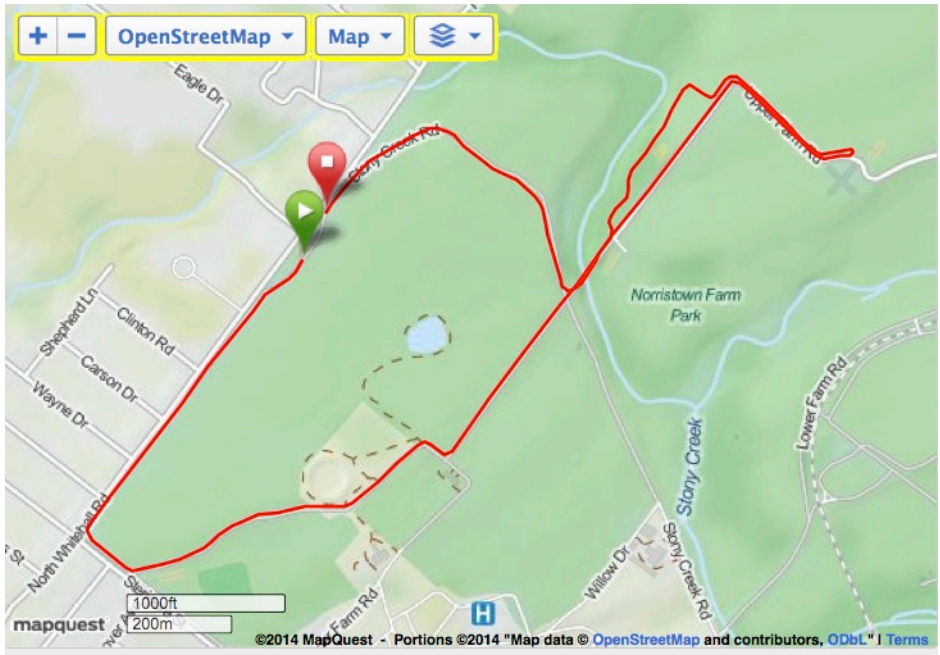 + − OpenStreetMap Map
Eagle Dr
Stony Creek Rd
Upper Farm Rd
Norristown Farm
Park
Shepherd Ln
Clinton Rd
Carson Dr
Wayne Dr
Lower Farm Rd
Stony Creek
North Whitehall Rd
Willow Dr
Stony Creek Rd
Farm Rd
H
1000ft
200m
mapquest
©2014 MapQuest - Portions ©2014 "Map data © OpenStreetMap and contributors, ODbL" | Terms